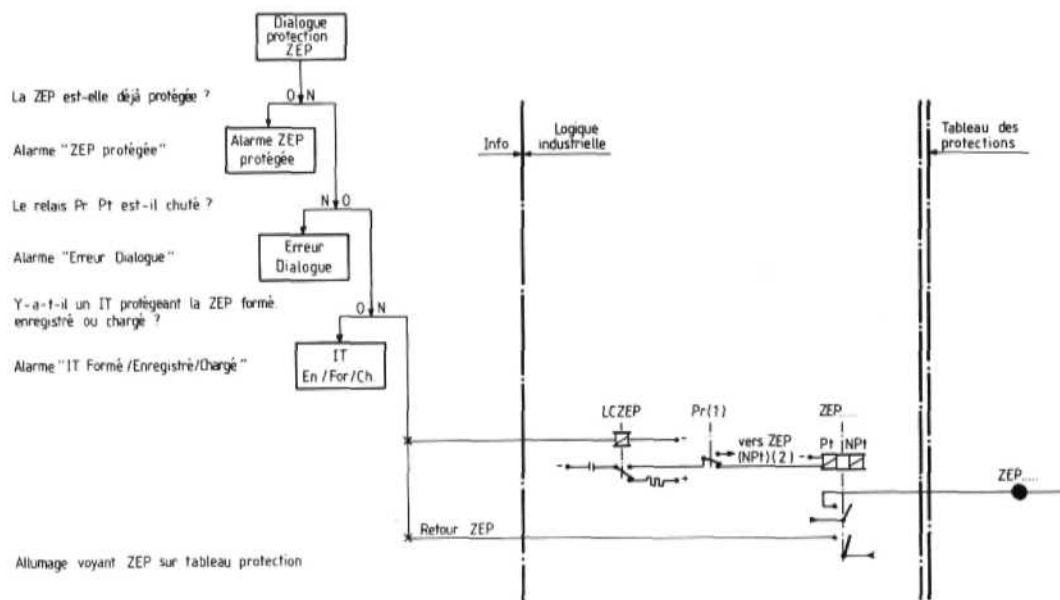 Dialogue
protection
ZEP
La ZEP est-elle déjà protégée ?
O N
Alarme ZEP
protégée
Alarme "ZEP protégée"
Info
Logique
industrielle
Tableau des
protections
Le relais Pr Pt est-il chuté ?
N O
Erreur
Dialogue
Alarme "Erreur Dialogue"
Y-a-t-il un IT protégeant la ZEP formé.
enregistré ou chargé ?
O N
IT
En/For/Ch.
Alarme "IT Formé/Enregistré/Chargé"
LCZEP
Pr(1)
ZEP.....
-
vers ZEP
(NPt)(2)
-
Pt
NPt
-
+
ZEP.....
Retour ZEP
Allumage voyant ZEP sur tableau protection